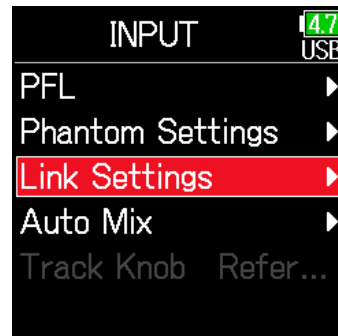 INPUT
4.7
USB
PFL
Phantom Settings
Link Settings
Auto Mix
Track Knob Refer...